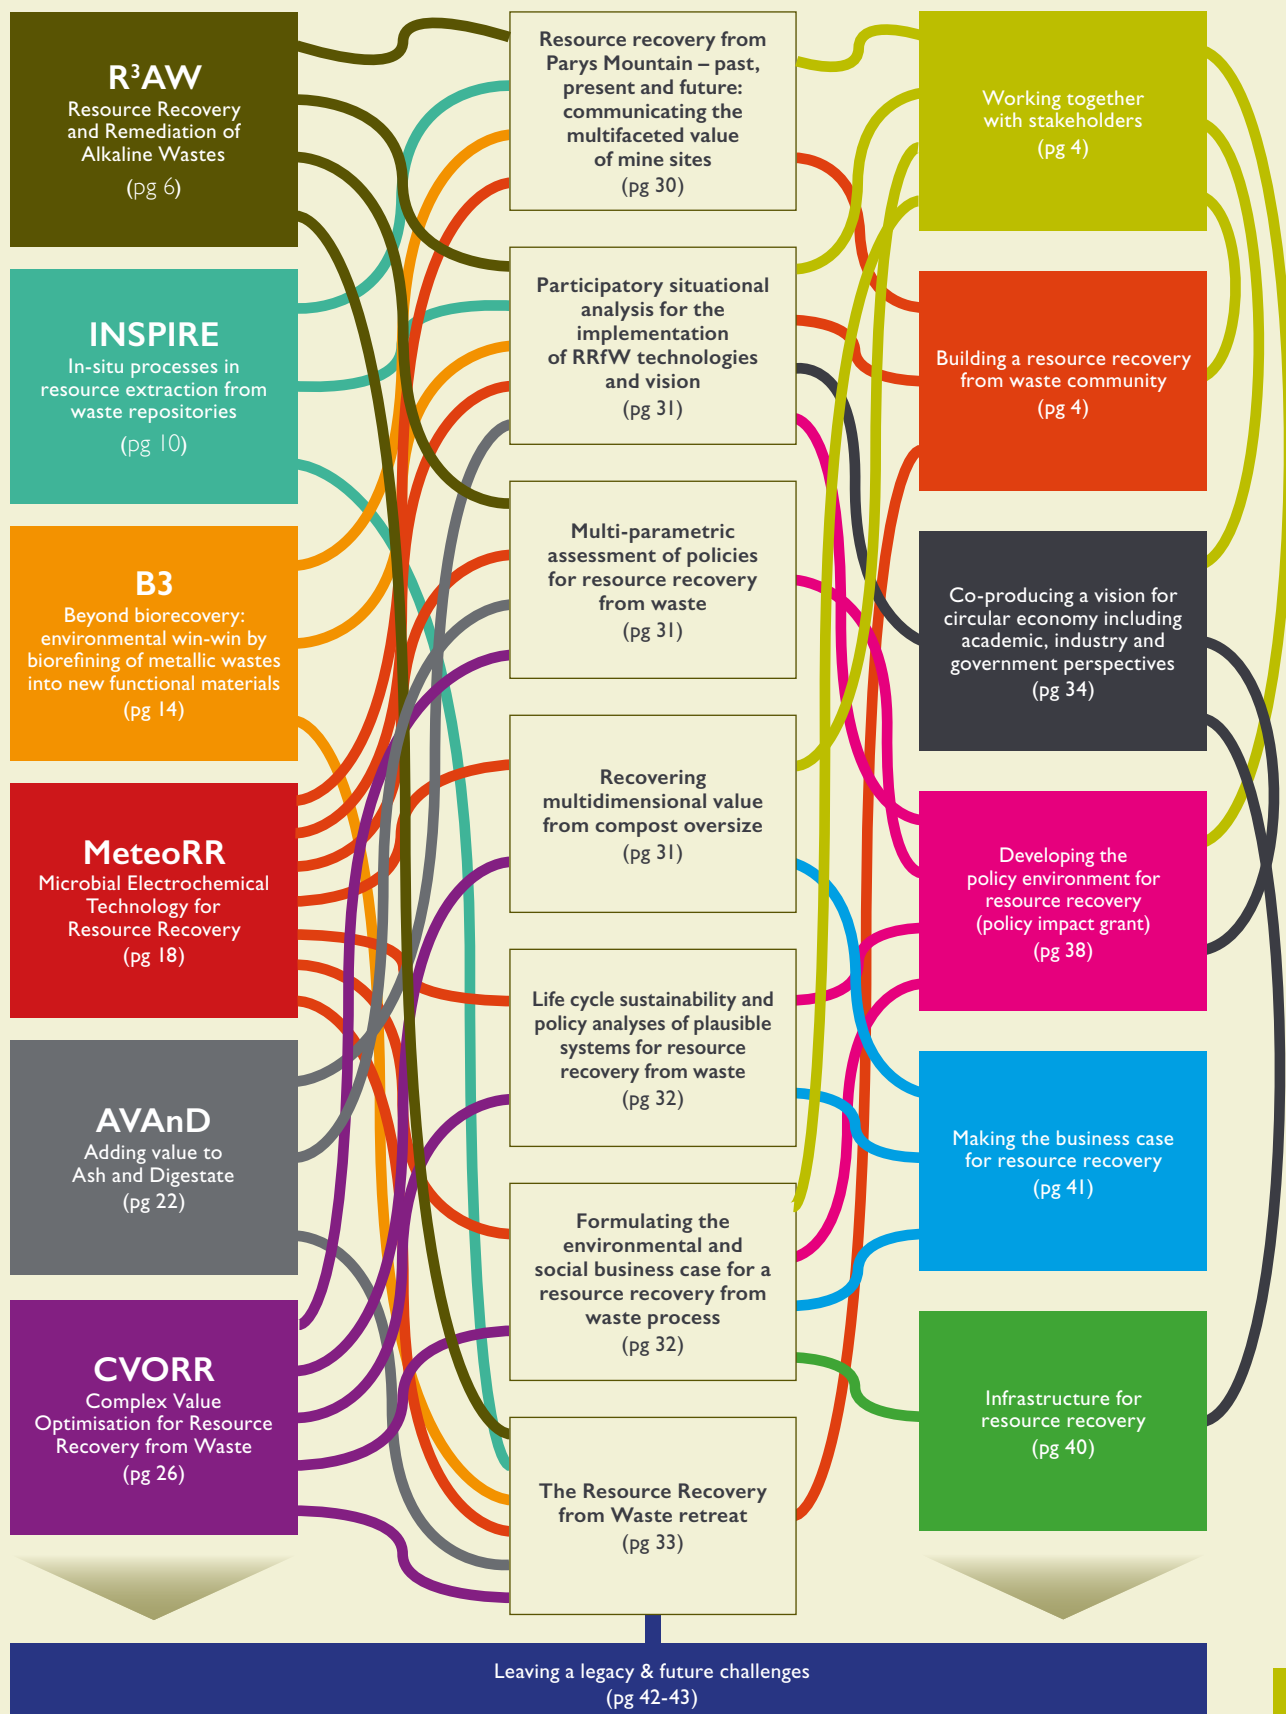 R³AW
Resource Recovery
and Remediation of
Alkaline Wastes
(pg 6)
INSPIRE
In-situ processes in
resource extraction from
waste repositories
(pg 10)
B3
Beyond biorecovery:
environmental win-win by
biorefining of metallic wastes
into new functional materials
(pg 14)
MeteoRR
Microbial Electrochemical
Technology for
Resource Recovery
(pg 18)
AVAnD
Adding value to
Ash and Digestate
(pg 22)
CVORR
Complex Value
Optimisation for Resource
Recovery from Waste
(pg 26)
Resource recovery from
Parys Mountain – past,
present and future:
communicating the
multifaceted value
of mine sites
(pg 30)
Participatory situational
analysis for the
implementation
of RRfW technologies
and vision
(pg 31)
Multi-parametric
assessment of policies
for resource recovery
from waste
(pg 31)
Recovering
multidimensional value
from compost oversize
(pg 31)
Life cycle sustainability and
policy analyses of plausible
systems for resource
recovery from waste
(pg 32)
Formulating the
environmental and
social business case for a
resource recovery from
waste process
(pg 32)
The Resource Recovery
from Waste retreat
(pg 33)
Working together
with stakeholders
(pg 4)
Building a resource recovery
from waste community
(pg 4)
Co-producing a vision for
circular economy including
academic, industry and
government perspectives
(pg 34)
Developing the
policy environment for
resource recovery
(policy impact grant)
(pg 38)
Making the business case
for resource recovery
(pg 41)
Infrastructure for
resource recovery
(pg 40)
Leaving a legacy & future challenges
(pg 42-43)